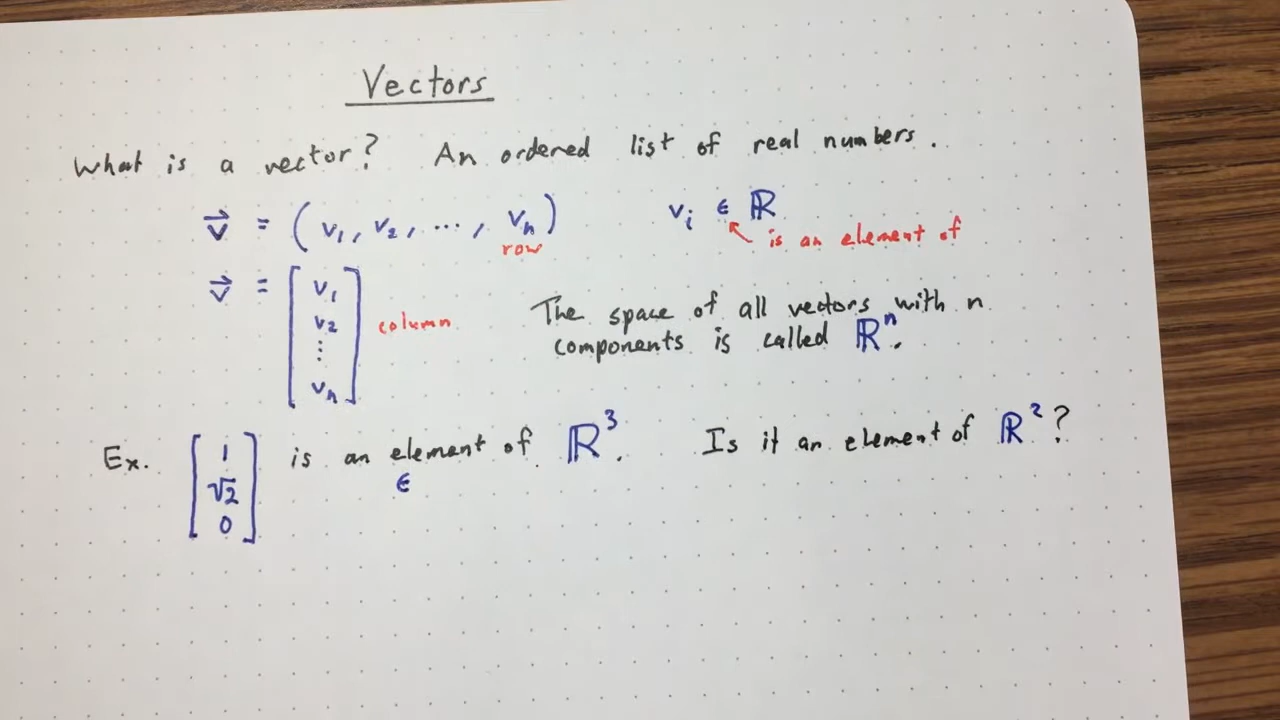 Vectors
What is a vector? An ordered list of real numbers.
v⃗ = (v₁, v₂, ..., vₙ) vᵢ ∈ ℝ
row is an element of
v⃗ = [v₁ v₂ ⋮ vₙ] column
The space of all vectors with n
components is called ℝⁿ.
Ex. [1 √2 0] is an element of ℝ³. Is it an element of ℝ²?
∈